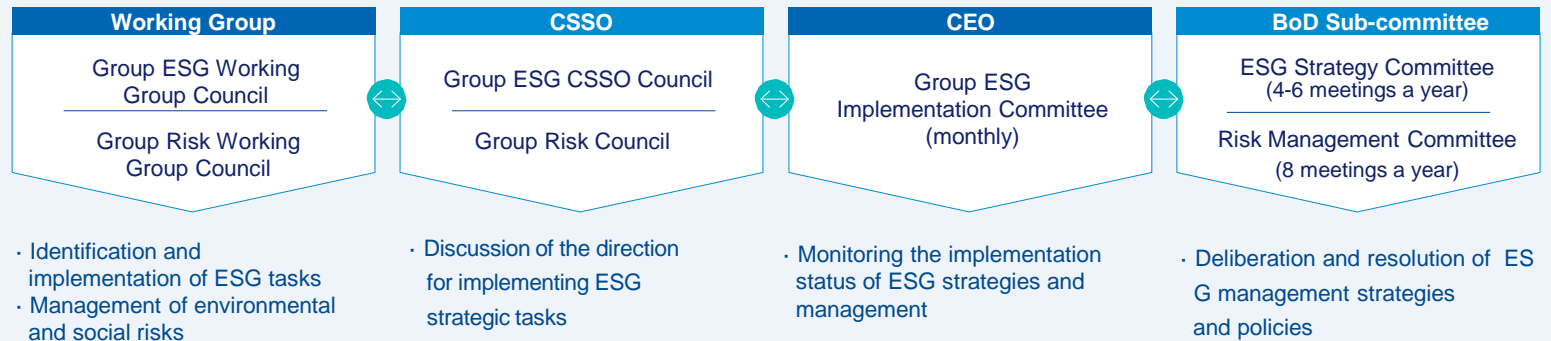 Working Group
Group ESG Working
Group Council
Group Risk Working
Group Council
· Identification and
implementation of ESG tasks
· Management of environmental
and social risks
CSSO
Group ESG CSSO Council
Group Risk Council
· Discussion of the direction
for implementing ESG
strategic tasks
CEO
Group ESG
Implementation Committee
(monthly)
· Monitoring the implementation
status of ESG strategies and
management
BoD Sub-committee
ESG Strategy Committee
(4-6 meetings a year)
Risk Management Committee
(8 meetings a year)
· Deliberation and resolution of ES
G management strategies
and policies